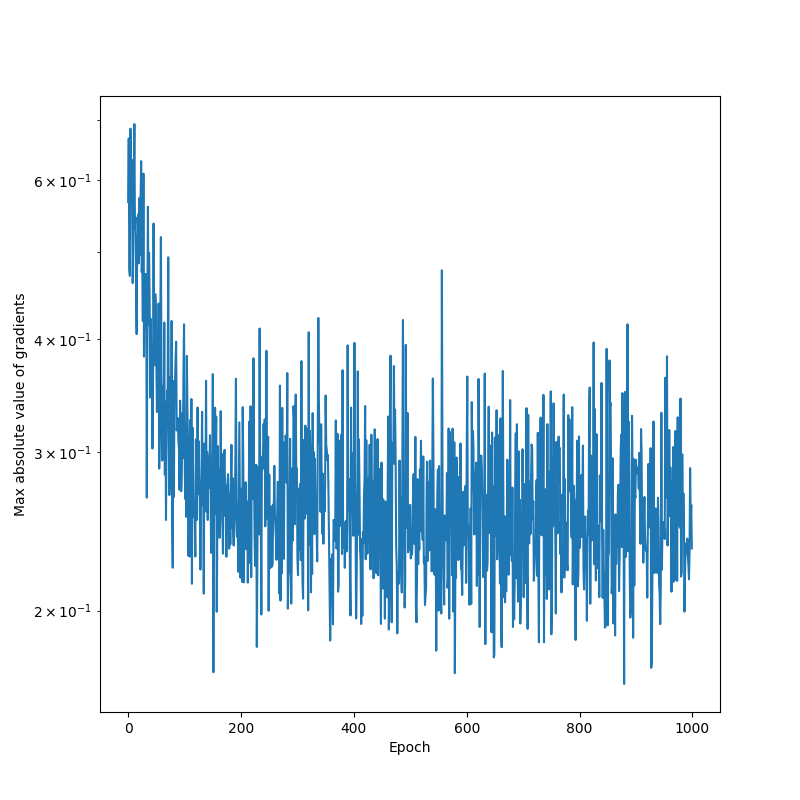 Max absolute value of gradients
6 × 10⁻¹
4 × 10⁻¹
3 × 10⁻¹
2 × 10⁻¹
0 200 400 600 800 1000
Epoch